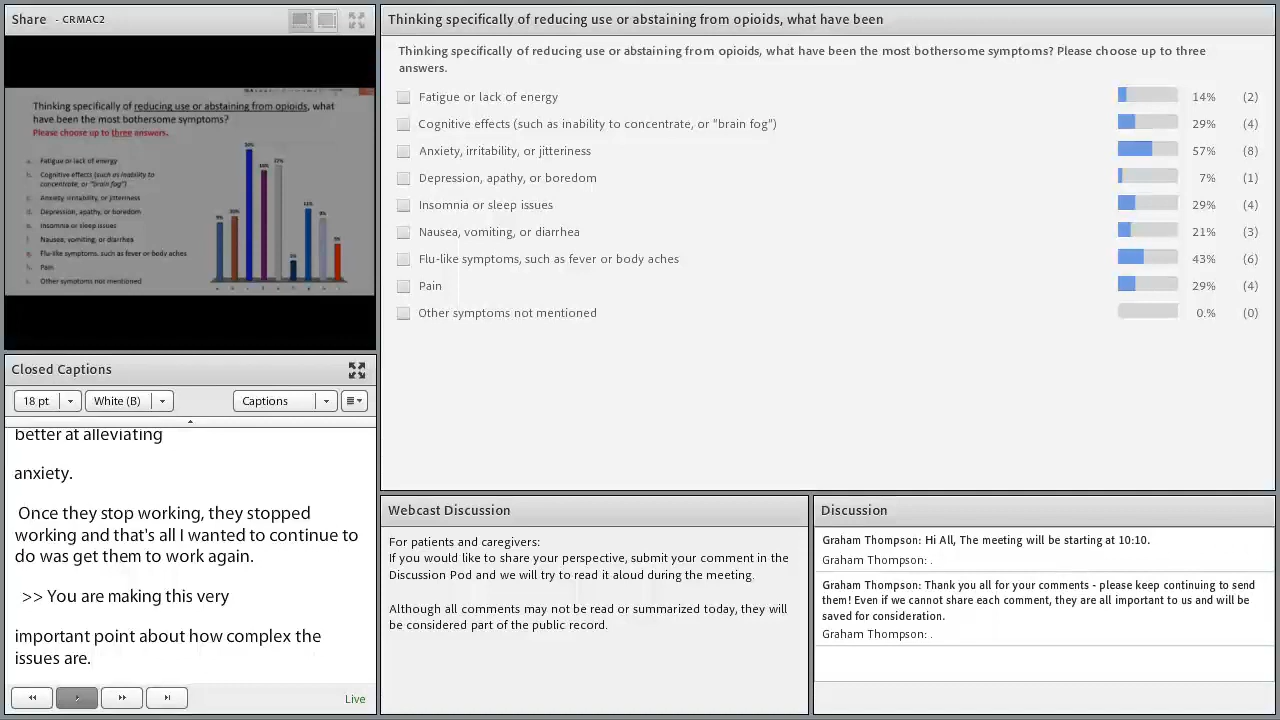 Share - CRMAC2
Thinking specifically of reducing use or abstaining from opioids, what
have been the most bothersome symptoms?
Please choose up to three answers.
a. Fatigue or lack of energy
b. Cognitive effects (such as inability to
concentrate, or "brain fog")
c. Anxiety, irritability, or jitteriness
d. Depression, apathy, or boredom
e. Insomnia or sleep issues
f. Nausea, vomiting, or diarrhea
g. Flu-like symptoms, such as fever or body aches
h. Pain
i. Other symptoms not mentioned
Closed Captions
18 pt White (B) Captions
better at alleviating
anxiety.
Once they stop working, they stopped
working and that's all I wanted to continue to
do was get them to work again.
>> You are making this very
important point about how complex the
issues are.
Live
Thinking specifically of reducing use or abstaining from opioids, what have been
Thinking specifically of reducing use or abstaining from opioids, what have been the most bothersome symptoms? Please choose up to three
answers.
Fatigue or lack of energy 14% (2)
Cognitive effects (such as inability to concentrate, or "brain fog") 29% (4)
Anxiety, irritability, or jitteriness 57% (8)
Depression, apathy, or boredom 7% (1)
Insomnia or sleep issues 29% (4)
Nausea, vomiting, or diarrhea 21% (3)
Flu-like symptoms, such as fever or body aches 43% (6)
Pain 29% (4)
Other symptoms not mentioned 0.% (0)
Webcast Discussion
For patients and caregivers:
If you would like to share your perspective, submit your comment in the
Discussion Pod and we will try to read it aloud during the meeting.
Although all comments may not be read or summarized today, they will
be considered part of the public record.
Discussion
Graham Thompson: Hi All, The meeting will be starting at 10:10.
Graham Thompson: .
Graham Thompson: Thank you all for your comments - please keep continuing to send
them! Even if we cannot share each comment, they are all important to us and will be
saved for consideration.
Graham Thompson: .